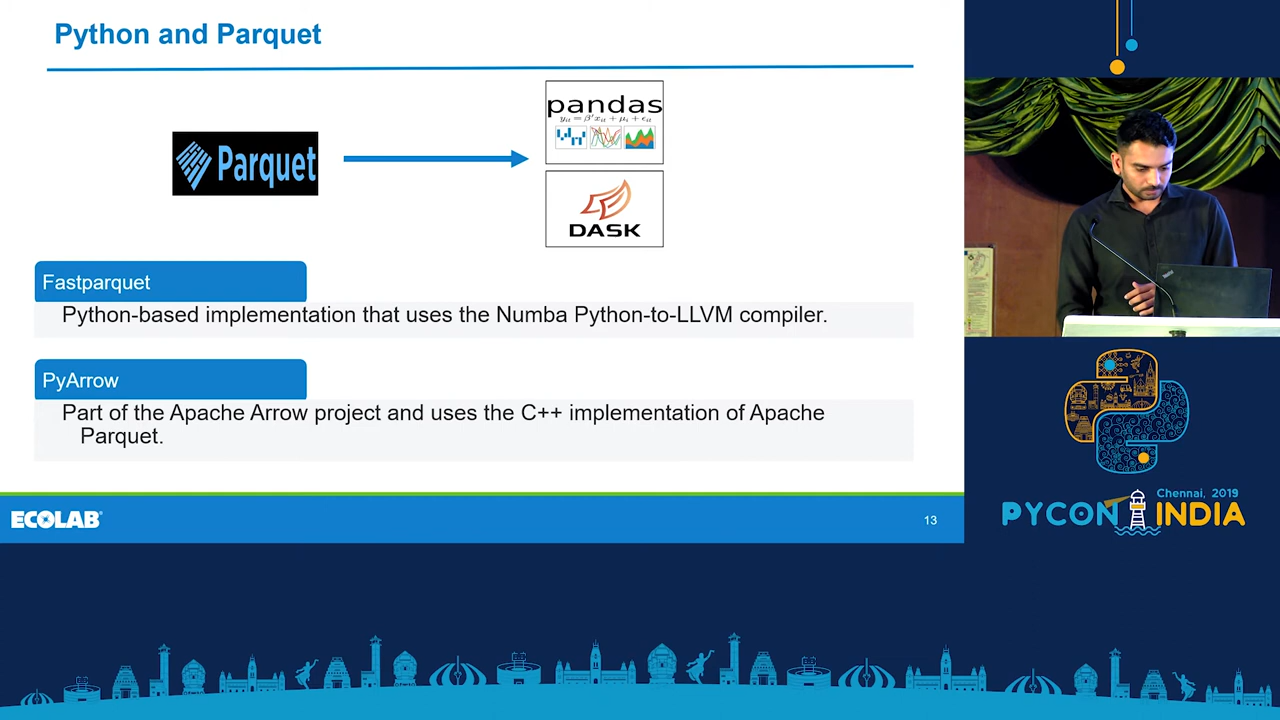 Python and Parquet
Parquet
pandas
DASK
Fastparquet
Python-based implementation that uses the Numba Python-to-LLVM compiler.
PyArrow
Part of the Apache Arrow project and uses the C++ implementation of Apache
Parquet.
ECOLAB
13
Chennai, 2019
PYCON INDIA